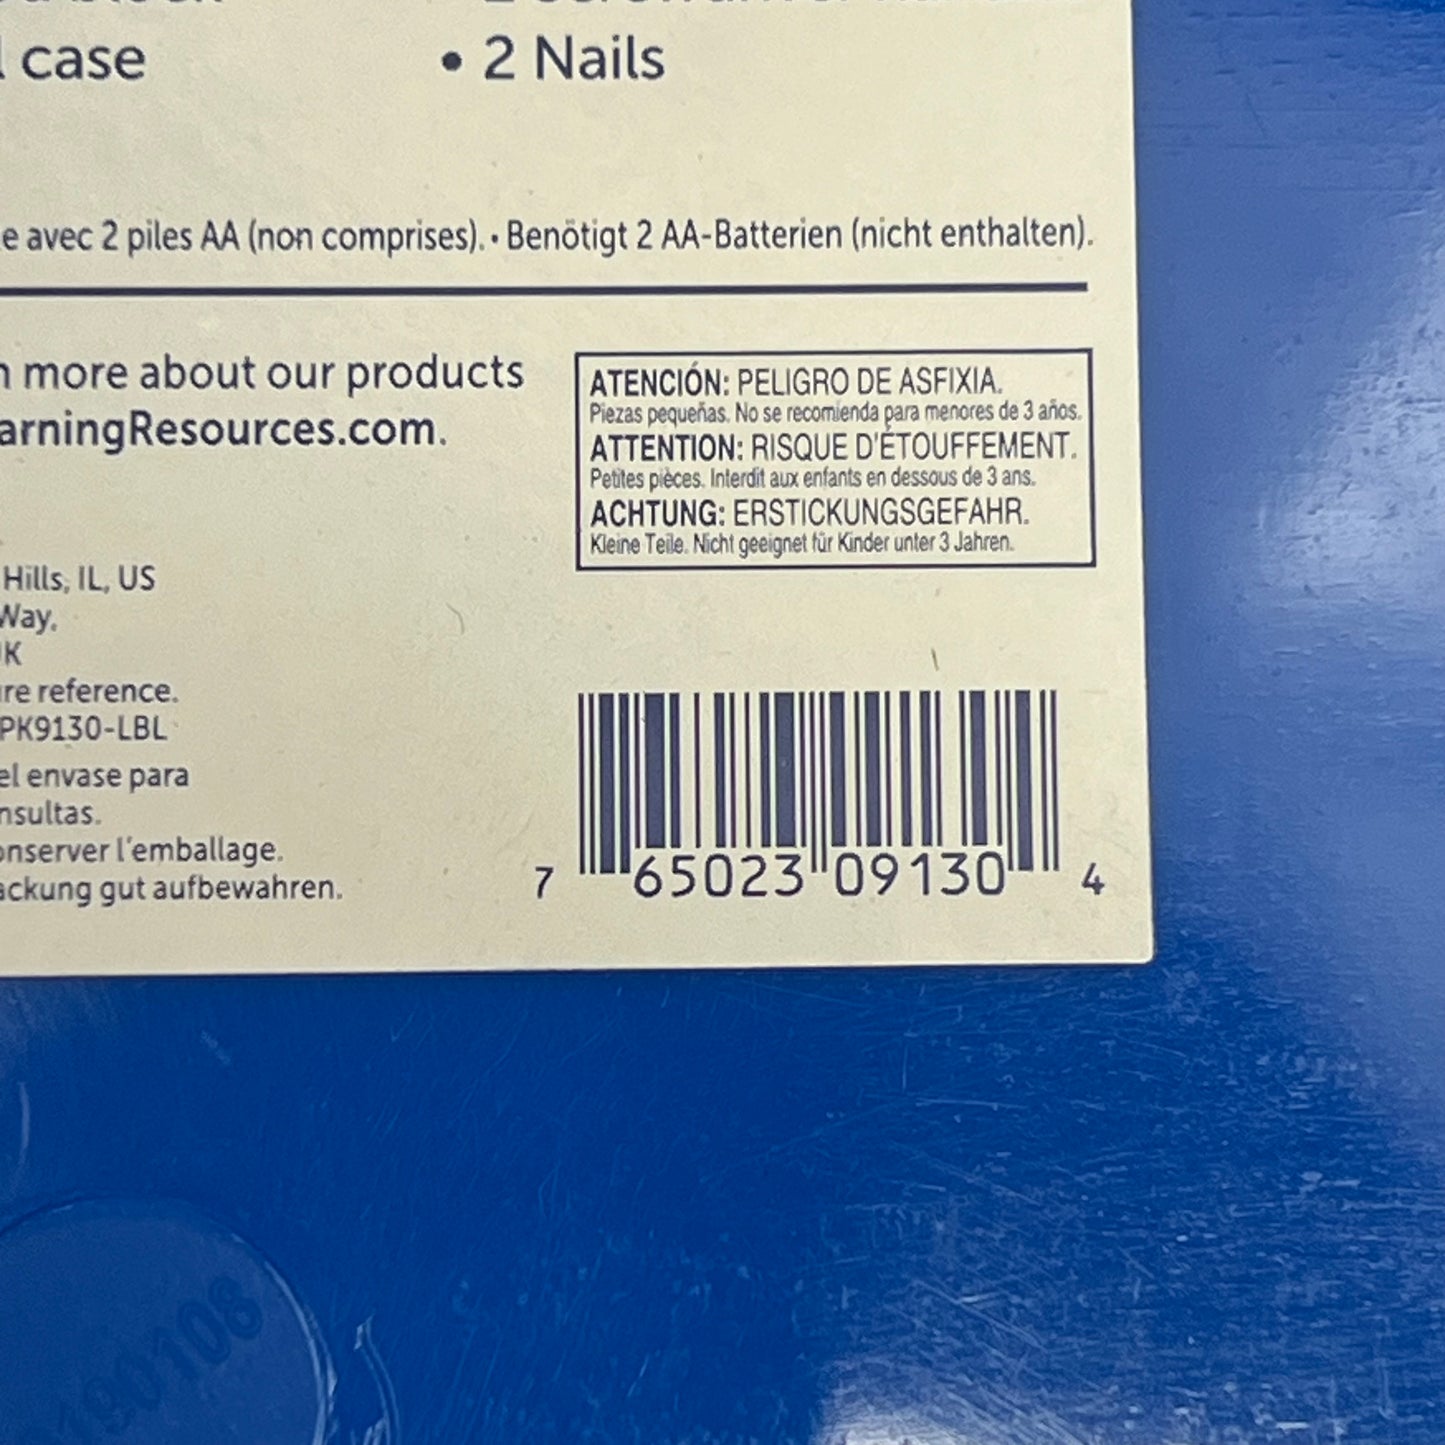 case
• 2 Nails
e avec 2 piles AA (non comprises). • Benötigt 2 AA-Batterien (nicht enthalten).
more about our products
arningResources.com.
ATENCIÓN: PELIGRO DE ASFIXIA.
Piezas pequeñas. No se recomienda para menores de 3 años.
ATTENTION: RISQUE D'ÉTOUFFEMENT.
Petites pièces. Interdit aux enfants en dessous de 3 ans.
ACHTUNG: ERSTICKUNGSGEFAHR.
Kleine Teile. Nicht geeignet für Kinder unter 3 Jahren.
Hills, IL, US
Way,
K
re reference.
PK9130-LBL
el envase para
nsultas.
onserver l'emballage.
ackung gut aufbewahren.
7 65023 09130 4
190108